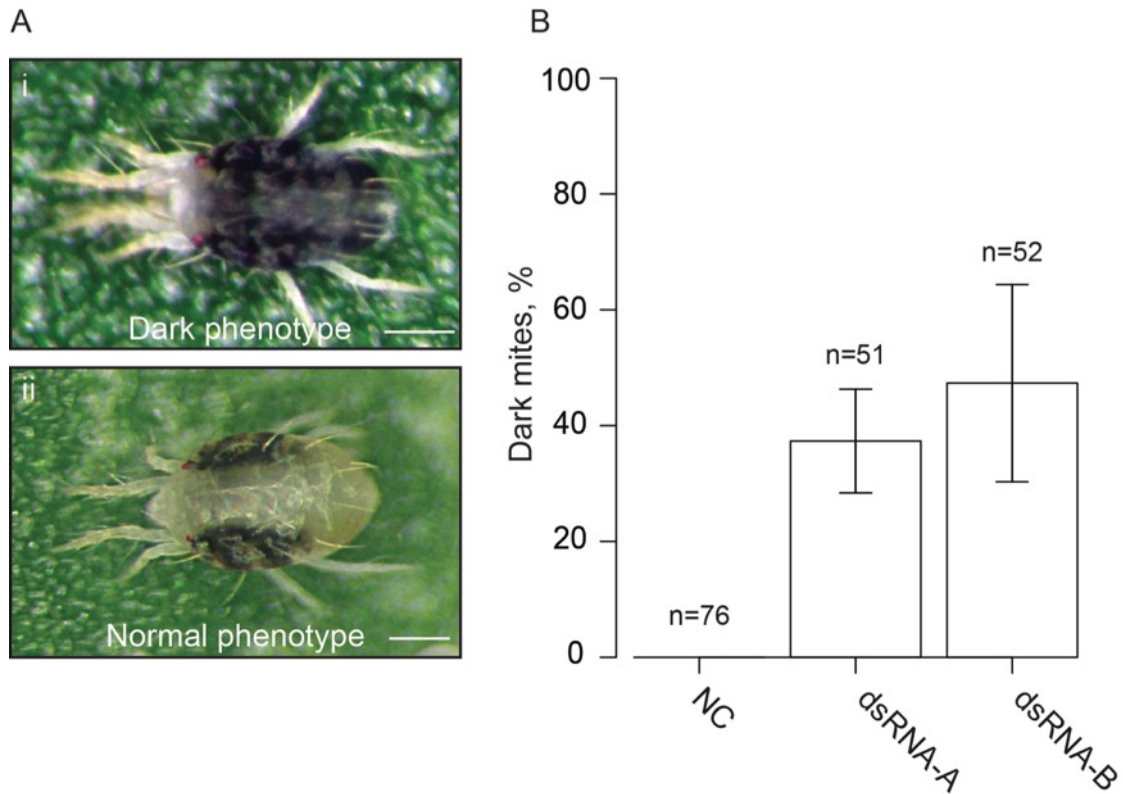 A
i
Dark phenotype
ii
Normal phenotype
B
Dark mites, %
100
80
60
40
20
0
n=76
n=51
n=52
NC
dsRNA-A
dsRNA-B